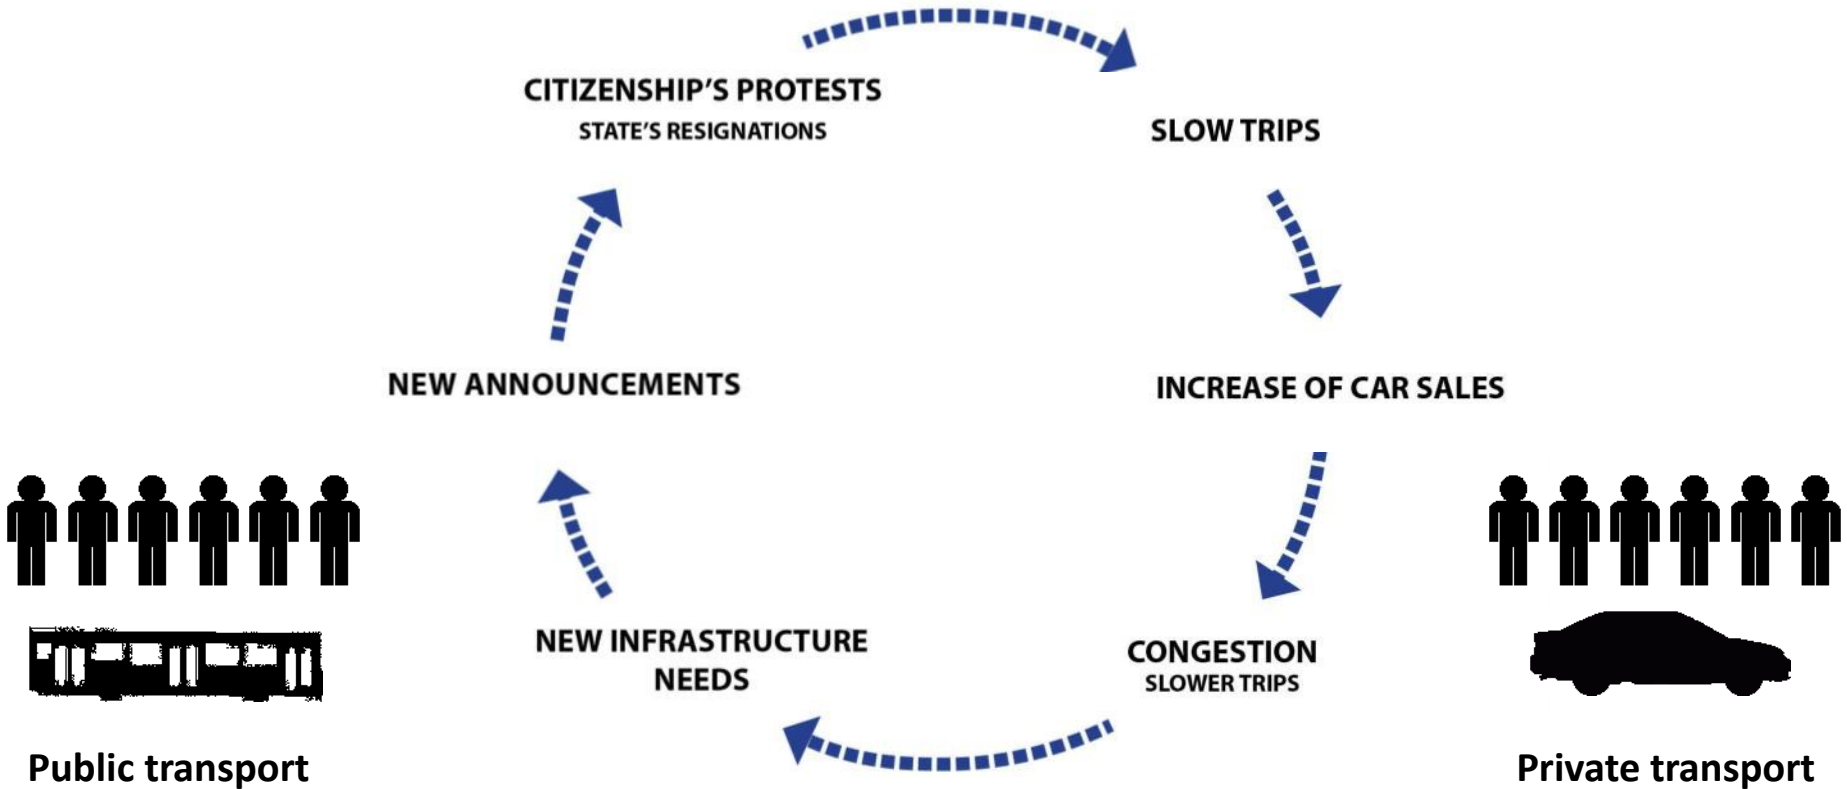 CITIZENSHIP'S PROTESTS
STATE'S RESIGNATIONS
SLOW TRIPS
NEW ANNOUNCEMENTS
INCREASE OF CAR SALES
NEW INFRASTRUCTURE
NEEDS
CONGESTION
SLOWER TRIPS
Public transport
Private transport